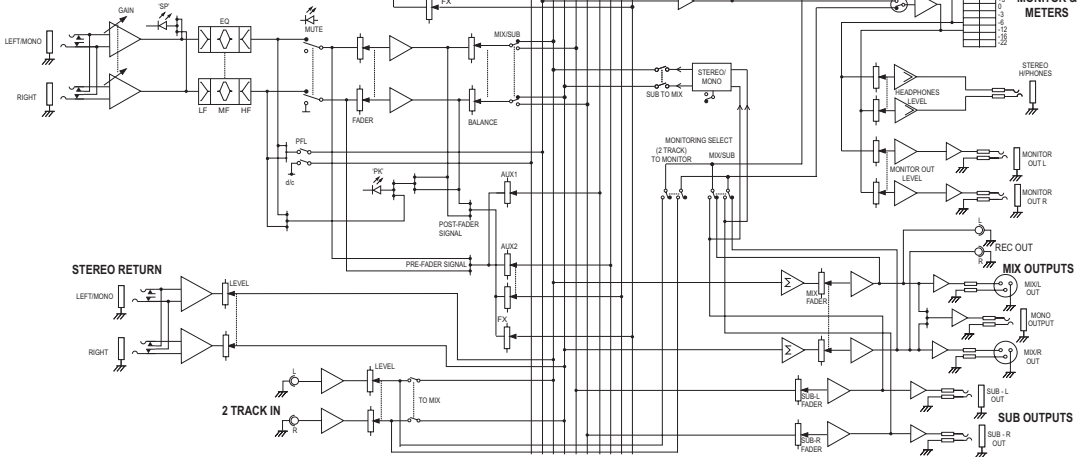 FX
MONITOR &
METERS
0
-3
-6
-12
-16
-22
GAIN
'SP'
EQ
MUTE
MIX/SUB
LEFT/MONO
RIGHT
LF MF HF
FADER
BALANCE
STEREO/
MONO
SUB TO MIX
STEREO
H/PHONES
HEADPHONES
LEVEL
PFL
d/c
'PK'
AUX1
POST-FADER
SIGNAL
MONITORING SELECT
(2 TRACK)
TO MONITOR
MIX/SUB
MONITOR
OUT L
MONITOR OUT
LEVEL
MONITOR
OUT R
L
REC OUT
R
AUX2
PRE-FADER SIGNAL
STEREO RETURN
LEVEL
LEFT/MONO
RIGHT
FX
MIX OUTPUTS
Σ
MIX
FADER
MIX/L
OUT
MONO
OUTPUT
Σ
MIX/R
OUT
LEVEL
L
TO MIX
2 TRACK IN
R
SUB-L
FADER
SUB - L
OUT
SUB OUTPUTS
SUB-R
FADER
SUB - R
OUT